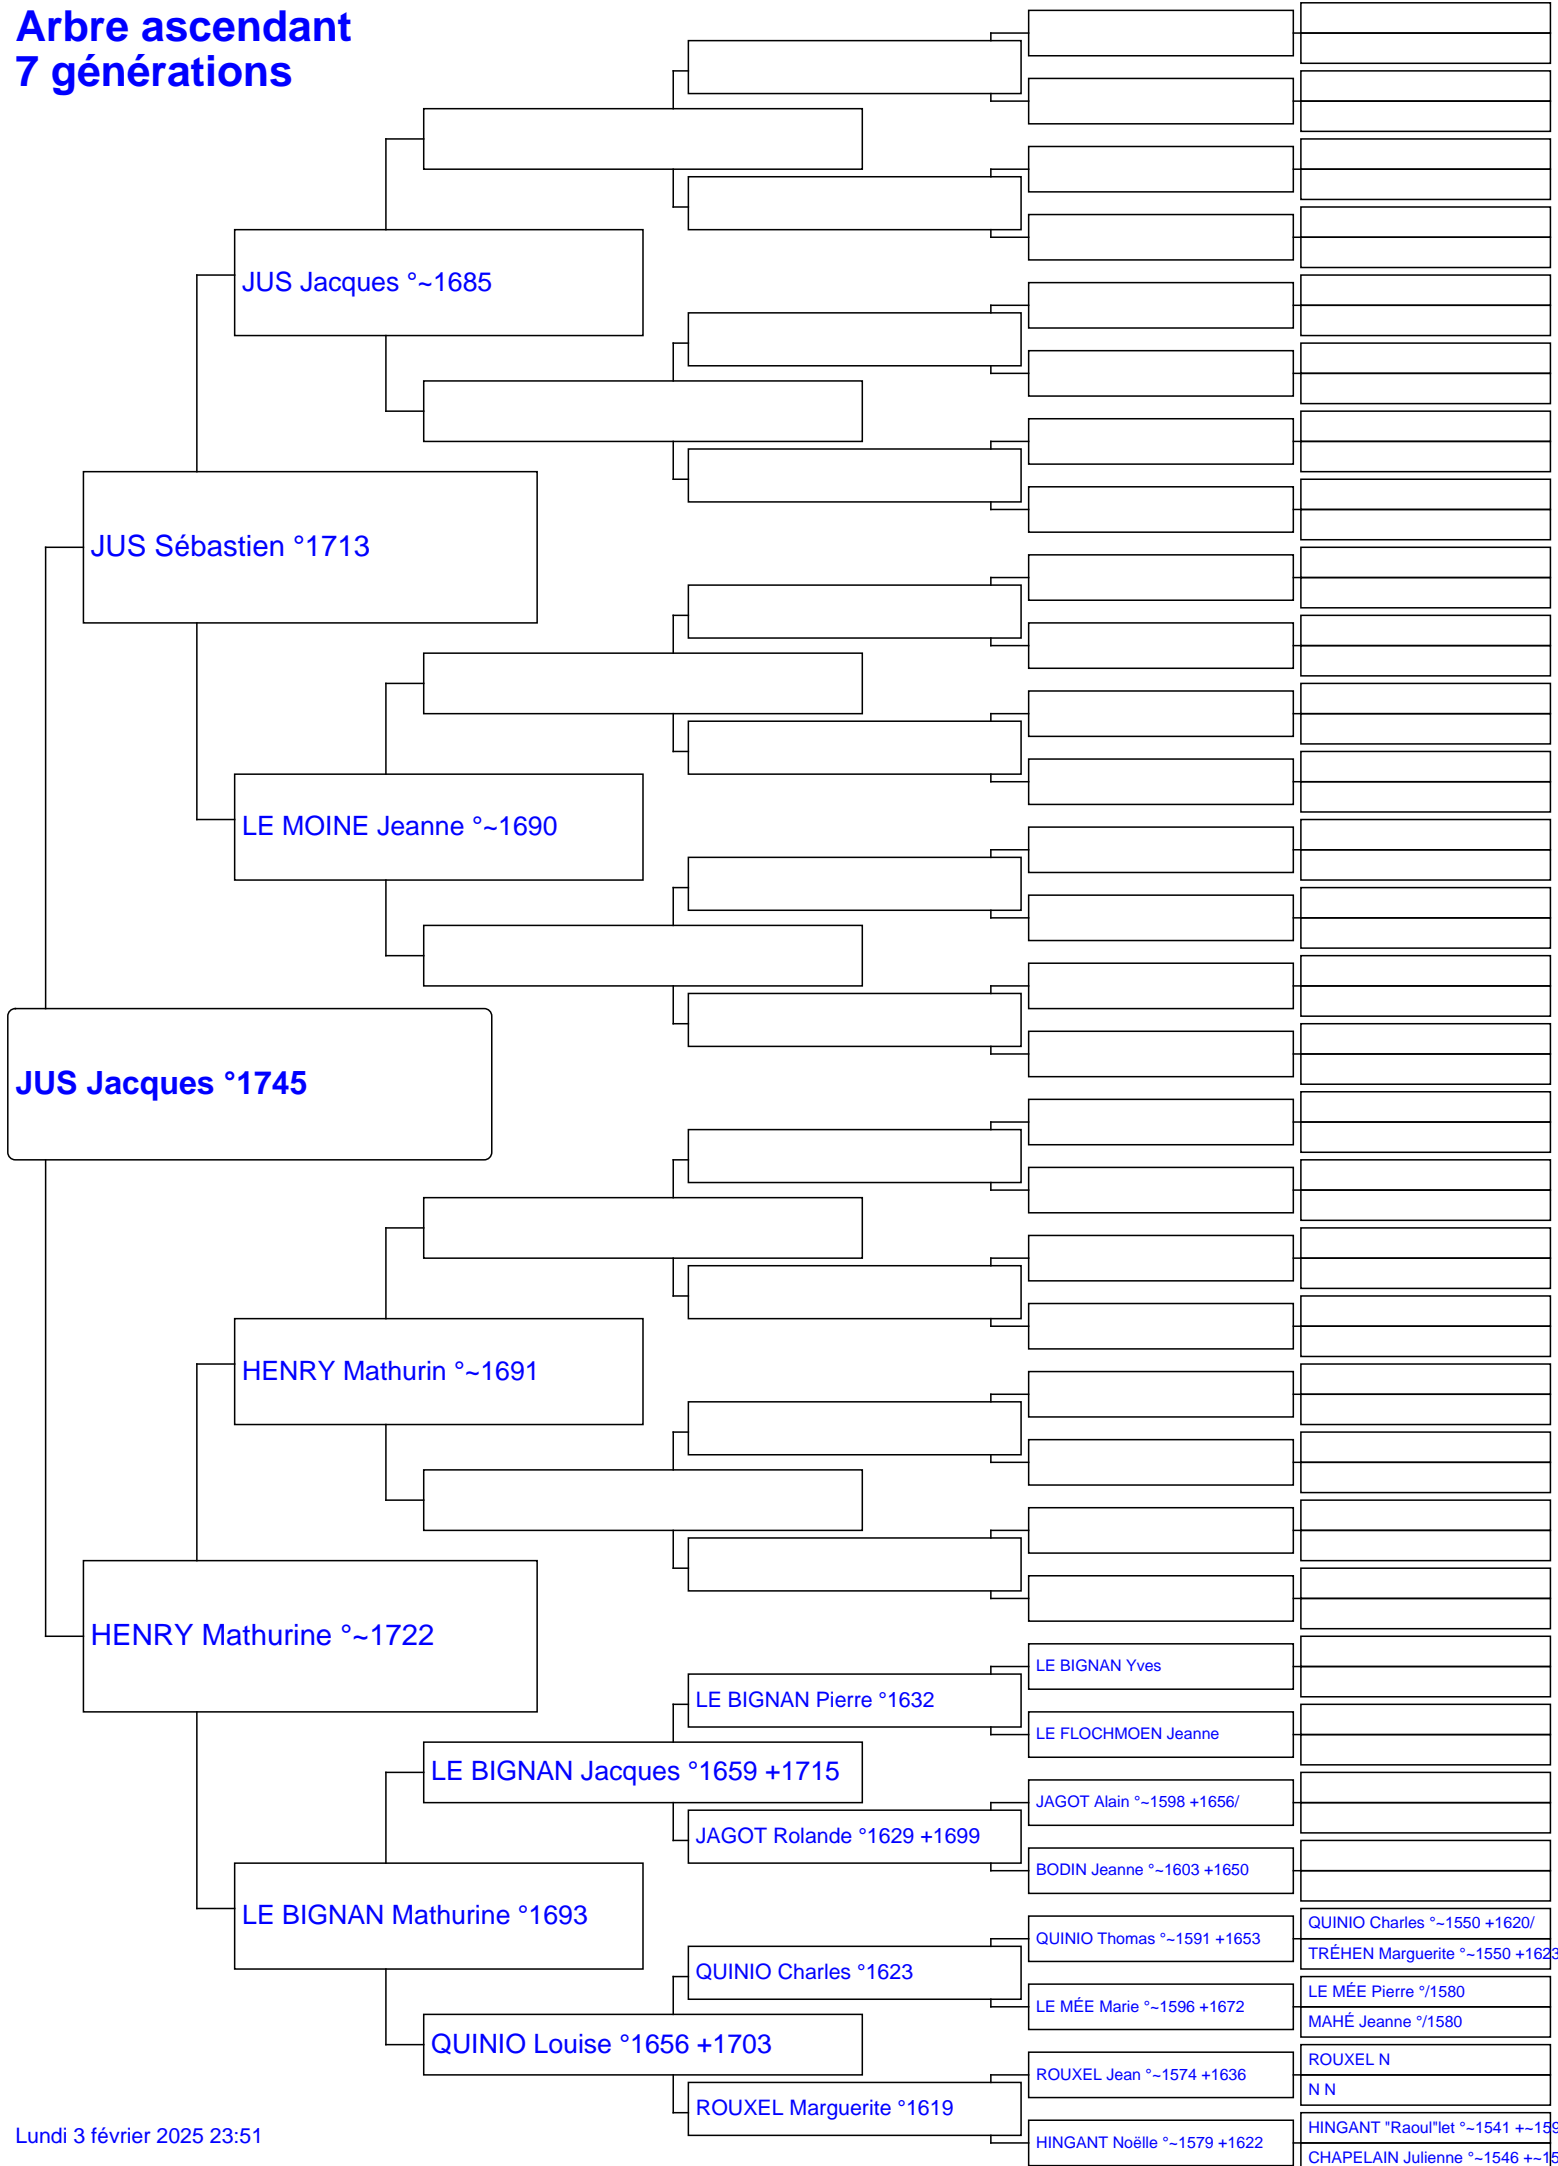 Arbre ascendant
7 générations
JUS Jacques °~1685
JUS Sébastien °1713
LE MOINE Jeanne °~1690
JUS Jacques °1745
HENRY Mathurin °~1691
HENRY Mathurine °~1722
LE BIGNAN Yves
LE BIGNAN Pierre °1632
LE FLOCHMOEN Jeanne
LE BIGNAN Jacques °1659 +1715
JAGOT Alain °~1598 +1656/
JAGOT Rolande °1629 +1699
BODIN Jeanne °~1603 +1650
LE BIGNAN Mathurine °1693
QUINIO Charles °~1550 +1620/
QUINIO Thomas °~1591 +1653
TRÉHEN Marguerite °~1550 +1623
QUINIO Charles °1623
LE MÉE Pierre °/1580
LE MÉE Marie °~1596 +1672
MAHÉ Jeanne °/1580
QUINIO Louise °1656 +1703
ROUXEL N
ROUXEL Jean °~1574 +1636
N N
ROUXEL Marguerite °1619
HINGANT "Raoul"let °~1541 +~159
HINGANT Noëlle °~1579 +1622
CHAPELAIN Julienne °~1546 +~15
Lundi 3 février 2025 23:51